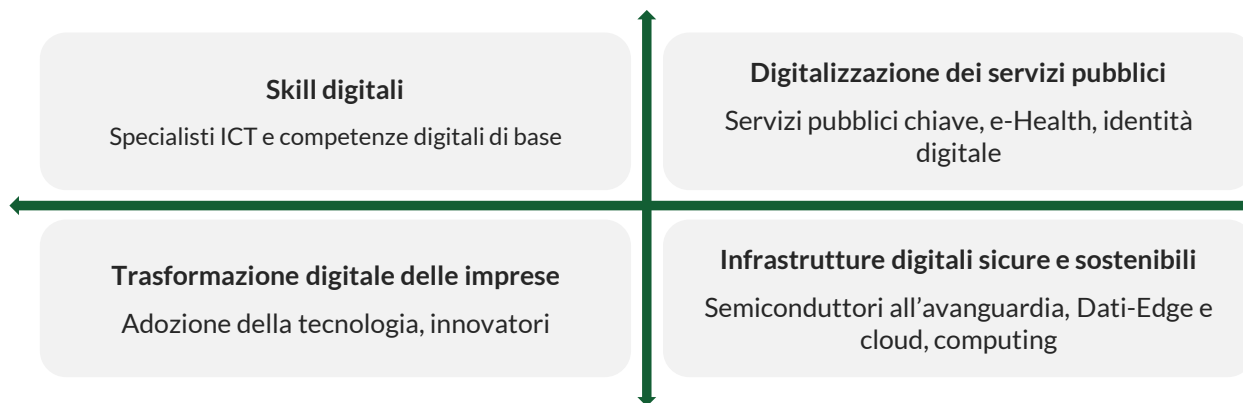 Skill digitali
Specialisti ICT e competenze digitali di base
Digitalizzazione dei servizi pubblici
Servizi pubblici chiave, e-Health, identità
digitale
Trasformazione digitale delle imprese
Adozione della tecnologia, innovatori
Infrastrutture digitali sicure e sostenibili
Semiconduttori all’avanguardia, Dati-Edge e
cloud, computing